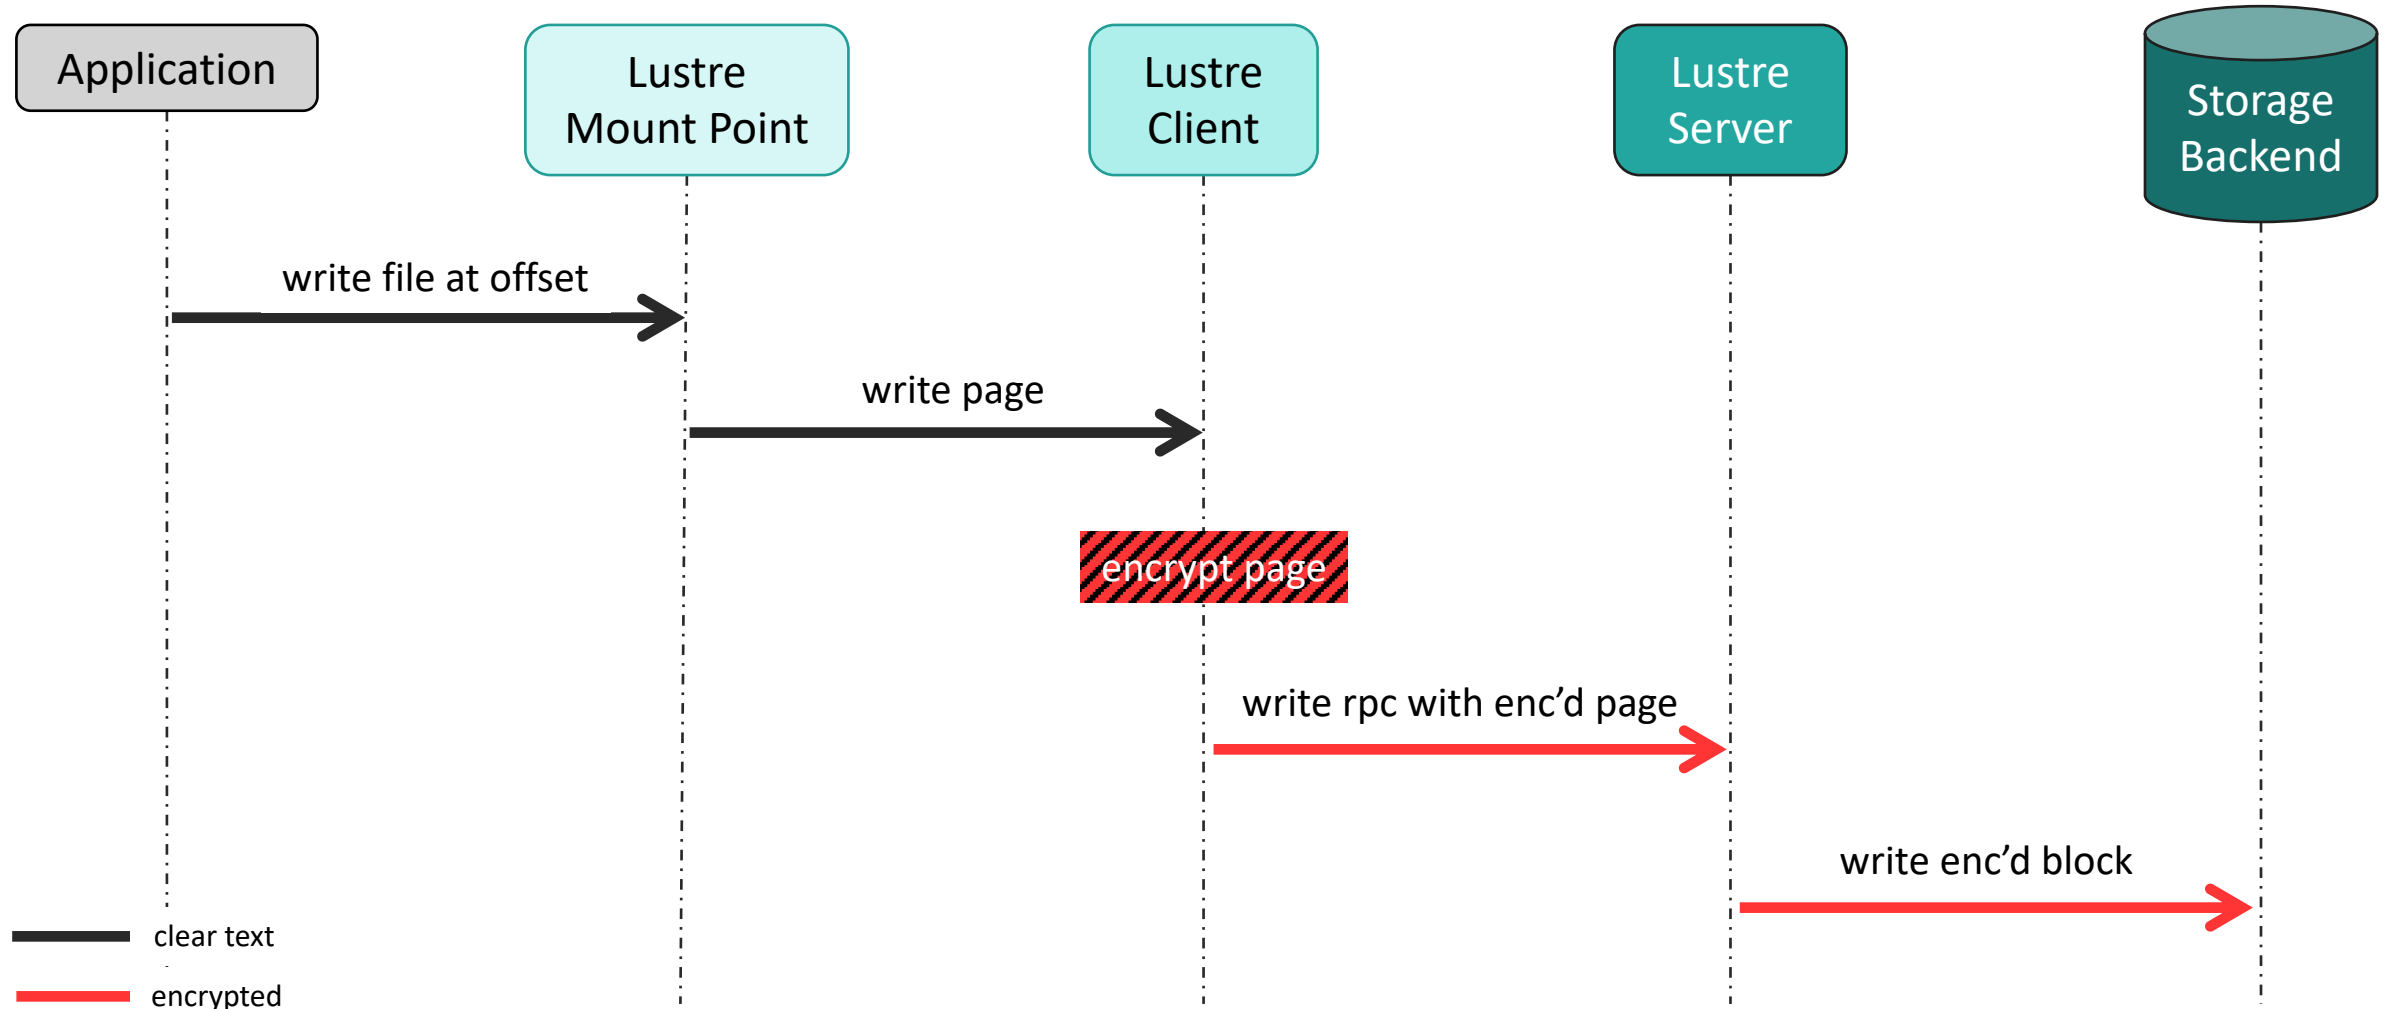 Application
Lustre
Mount Point
Lustre
Client
Lustre
Server
Storage
Backend
write file at offset
write page
encrypt page
write rpc with enc’d page
write enc’d block
clear text
encrypted